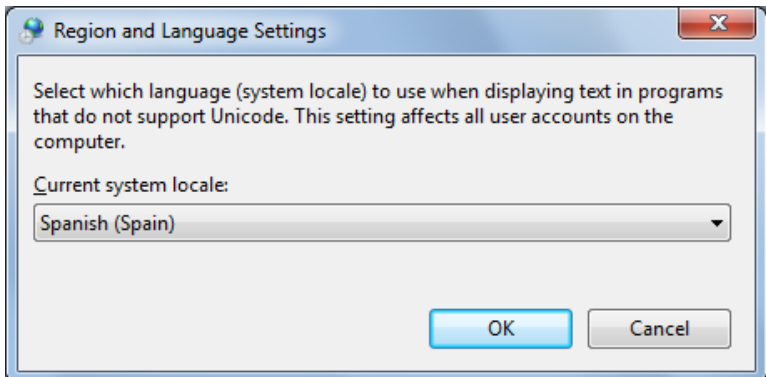 Region and Language Settings
Select which language (system locale) to use when displaying text in programs
that do not support Unicode. This setting affects all user accounts on the
computer.
Current system locale:
Spanish (Spain)
OK Cancel